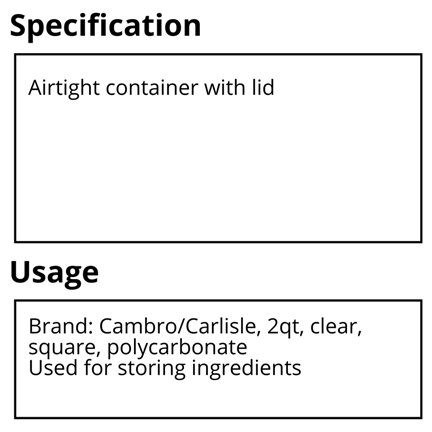 Specification
Airtight container with lid
Usage
Brand: Cambro/Carlisle, 2qt, clear,
square, polycarbonate
Used for storing ingredients